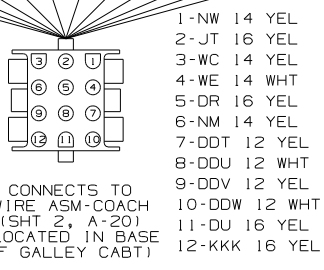 1-NW 14 YEL
2-JT 16 YEL
3-WC 14 YEL
4-WE 14 WHT
5-DR 16 YEL
6-NM 14 YEL
7-DDT 12 YEL
8-DDU 12 WHT
9-DDV 12 YEL
10-DDW 12 WHT
11-DU 16 YEL
12-KKK 16 YEL
3 2 1
6 5 4
9 8 7
12 11 10
CONNECTS TO
WIRE ASM-COACH
(SHT 2, A-20)
LOCATED IN BASE
OF GALLEY CABT)